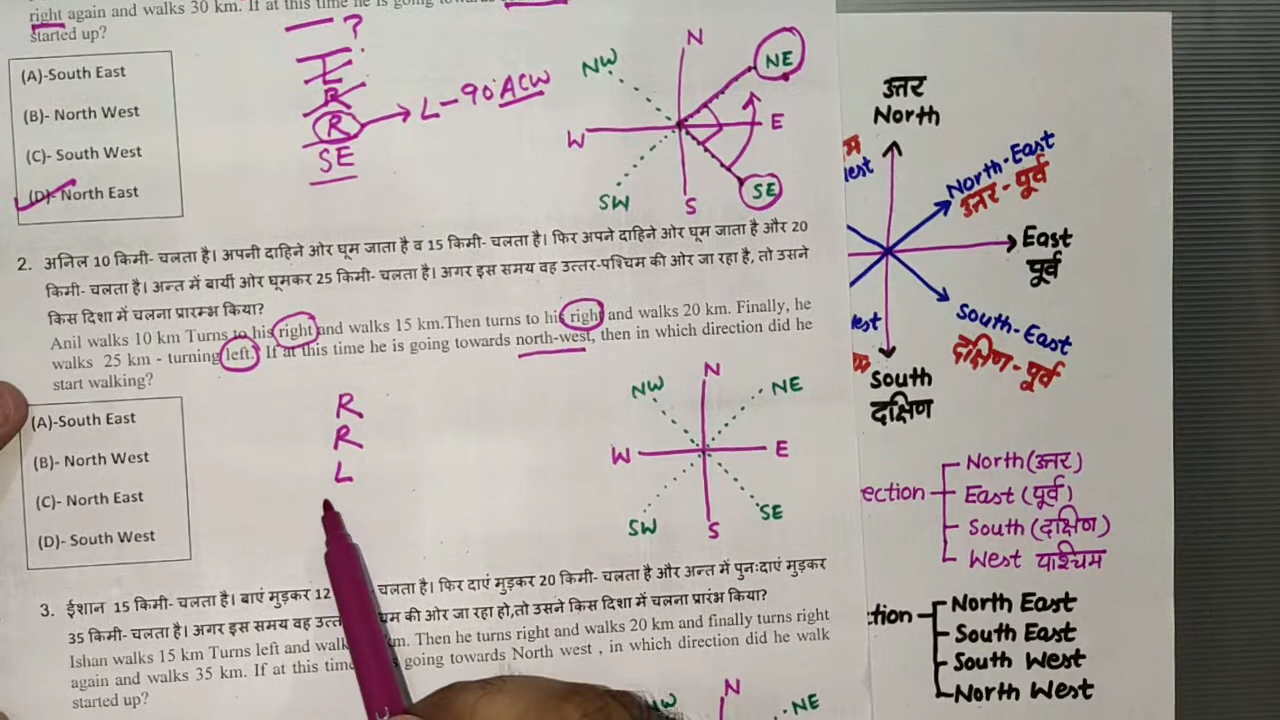 right again and walks 30 km. If at this time he is going to
started up?
(A)-South East
(B)- North West
(C)- South West
(D)- North East
?
L
L
R
R → L-90°ACW
SE
N
NW
NE
W
E
SW
SE
S
2. अनिल 10 किमी- चलता है। अपनी दाहिने ओर घूम जाता है व 15 किमी- चलता है। फिर अपने दाहिने ओर घूम जाता है और 20
किमी- चलता है। अन्त में बायीं ओर घूमकर 25 किमी- चलता है। अगर इस समय वह उत्तर-पश्चिम की ओर जा रहा है, तो उसने
किस दिशा में चलना प्रारम्भ किया?
Anil walks 10 km Turns to his right and walks 15 km.Then turns to his right and walks 20 km. Finally, he
walks 25 km - turning left. If at this time he is going towards north-west, then in which direction did he
start walking?
(A)-South East
(B)- North West
(C)- North East
(D)- South West
R
R
L
N
NW
NE
W
E
SW
SE
S
3. ईशान 15 किमी- चलता है। बाएं मुड़कर 12 चलता है। फिर दाएं मुड़कर 20 किमी- चलता है और अन्त में पुनःदाएं मुड़कर
35 किमी- चलता है। अगर इस समय वह की ओर जा रहा हो,तो उसने किस दिशा में चलना प्रारंभ किया?
Ishan walks 15 km Turns left and km. Then he turns right and walks 20 km and finally turns right
again and walks 35 km. If at this time going towards North west , in which direction did he walk
started up?
N
NW
NE
उत्तर
North
North-East
उत्तर-पूर्व
East
पूर्व
South-East
दक्षिण-पूर्व
South
दक्षिण
North (उत्तर)
East (पूर्व)
South (दक्षिण)
West पाश्चिम
North East
South East
South West
North West